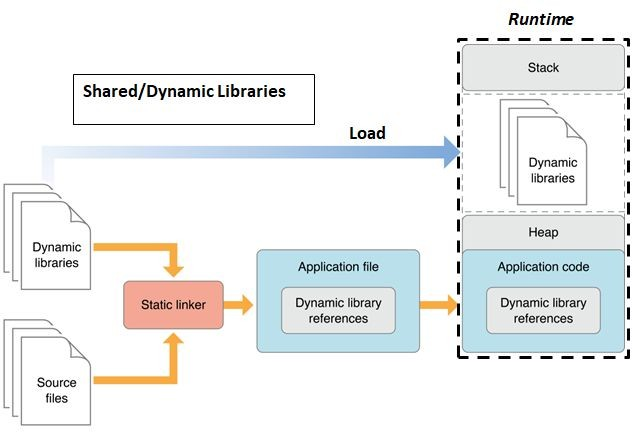 Runtime
Shared/Dynamic Libraries
Stack
Load
Dynamic
libraries
Dynamic
libraries
Heap
Application file
Application code
Static linker
Dynamic library
references
Dynamic library
references
Source
files